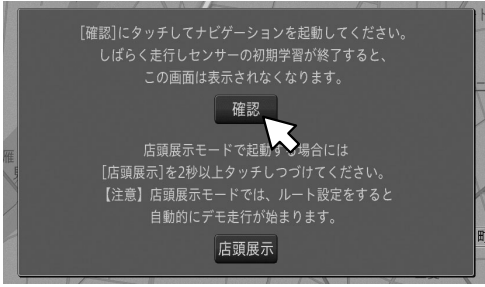 [確認]にタッチしてナビゲーションを起動してください。
しばらく走行しセンサーの初期学習が終了すると、
この画面は表示されなくなります。
確認
店頭展示モードで起動する場合には
[店頭展示]を2秒以上タッチしつづけてください。
【注意】店頭展示モードでは、ルート設定をすると
自動的にデモ走行が始まります。
店頭展示
雁
町